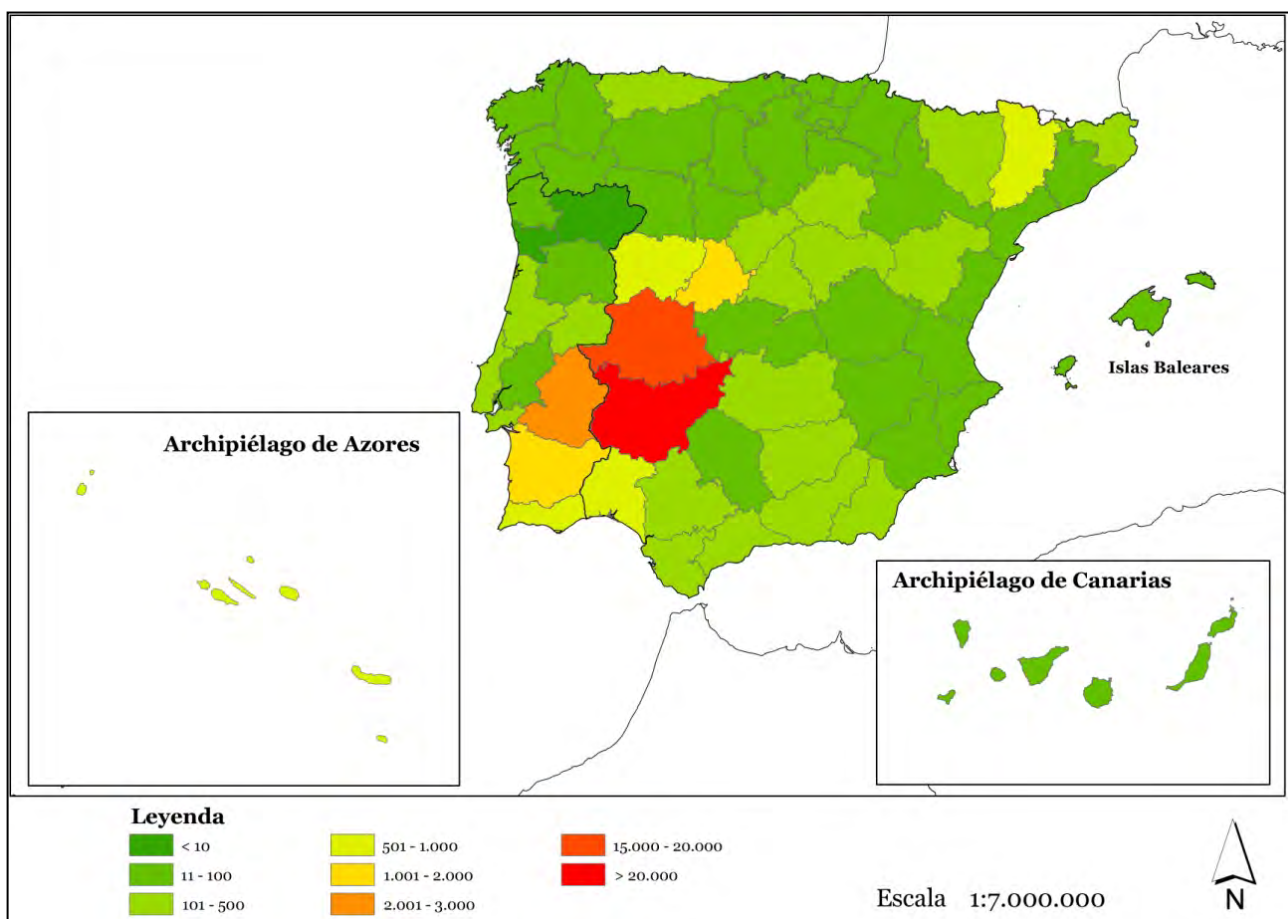 Islas Baleares
Archipiélago de Azores
Archipiélago de Canarias
Leyenda
< 10
11 - 100
101 - 500
501 - 1.000
1.001 - 2.000
2.001 - 3.000
15.000 - 20.000
> 20.000
Escala 1:7.000.000
N